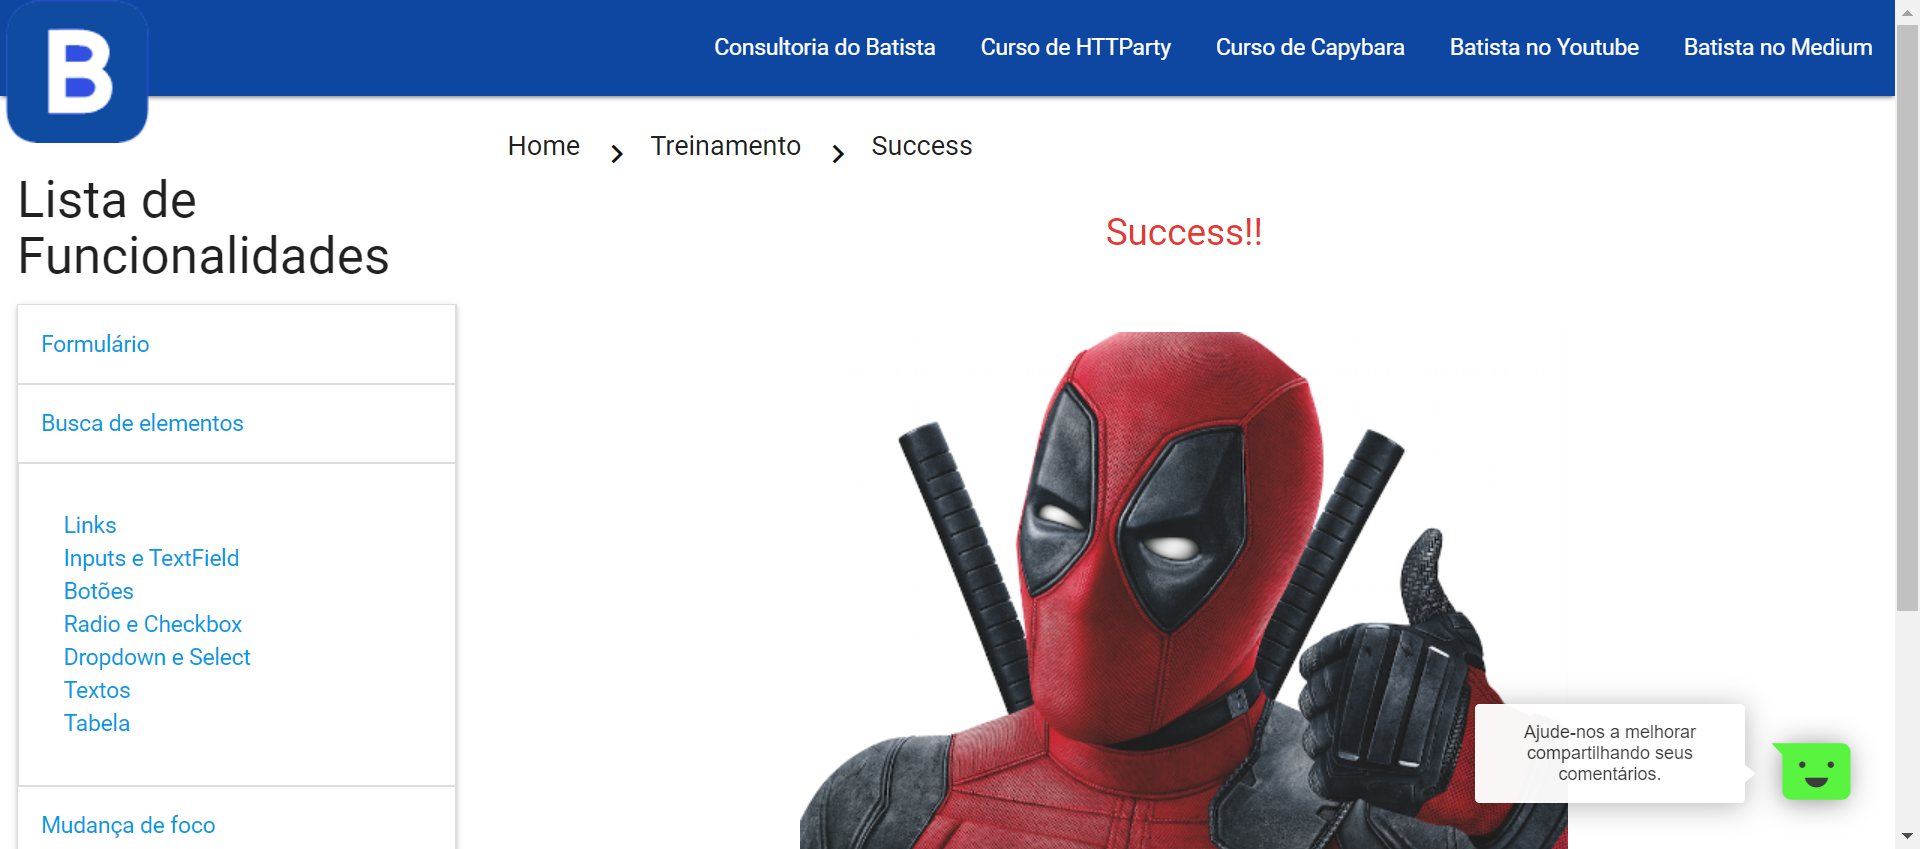 B
Consultoria do Batista
Curso de HTTParty
Curso de Capybara
Batista no Youtube
Batista no Medium
Home
Treinamento
Success
Lista de
Funcionalidades
Success!!
Formulário
Busca de elementos
Links
Inputs e TextField
Botões
Radio e Checkbox
Dropdown e Select
Textos
Tabela
Mudança de foco
Ajude-nos a melhorar
compartilhando seus
comentários.